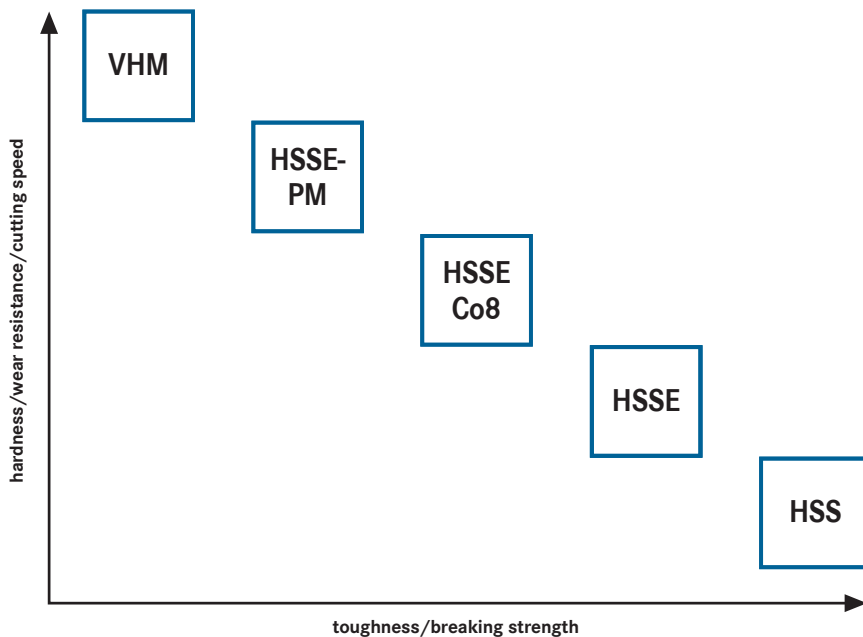 VHM
HSSE-
PM
HSSE
Co8
HSSE
HSS
hardness/wear resistance/cutting speed
toughness/breaking strength